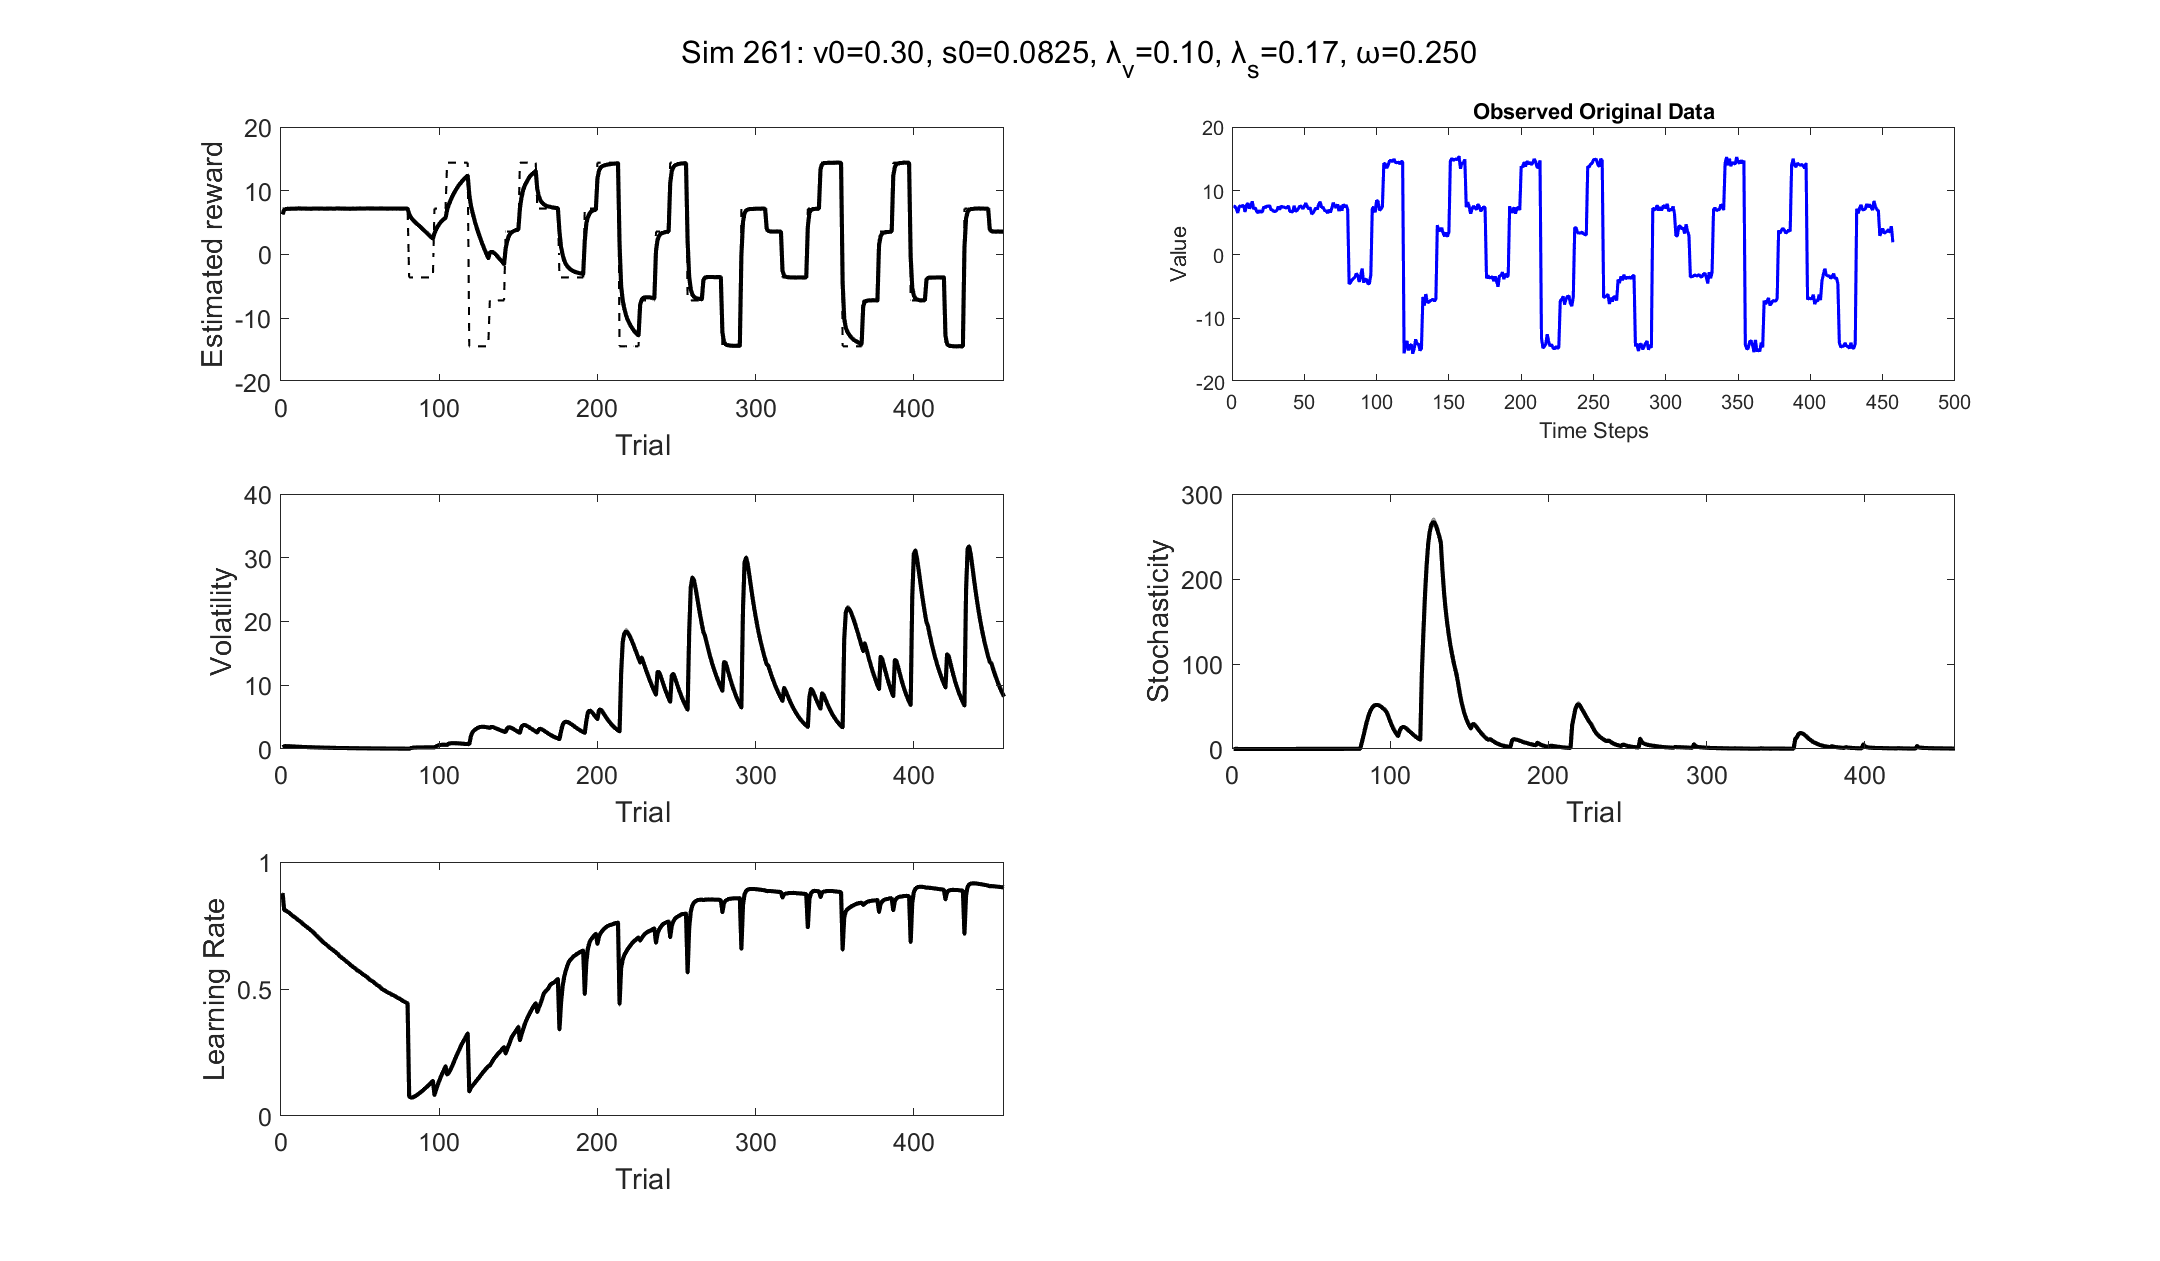 Sim 261: v0=0.30, s0=0.0825, λv=0.10, λs=0.17, ω=0.250
Estimated reward
20
10
0
-10
-20
0 100 200 300 400
Trial
Observed Original Data
Value
20
10
0
-10
-20
0 50 100 150 200 250 300 350 400 450 500
Time Steps
Volatility
40
30
20
10
0
0 100 200 300 400
Trial
Stochasticity
300
200
100
0
0 100 200 300 400
Trial
Learning Rate
1
0.5
0
0 100 200 300 400
Trial